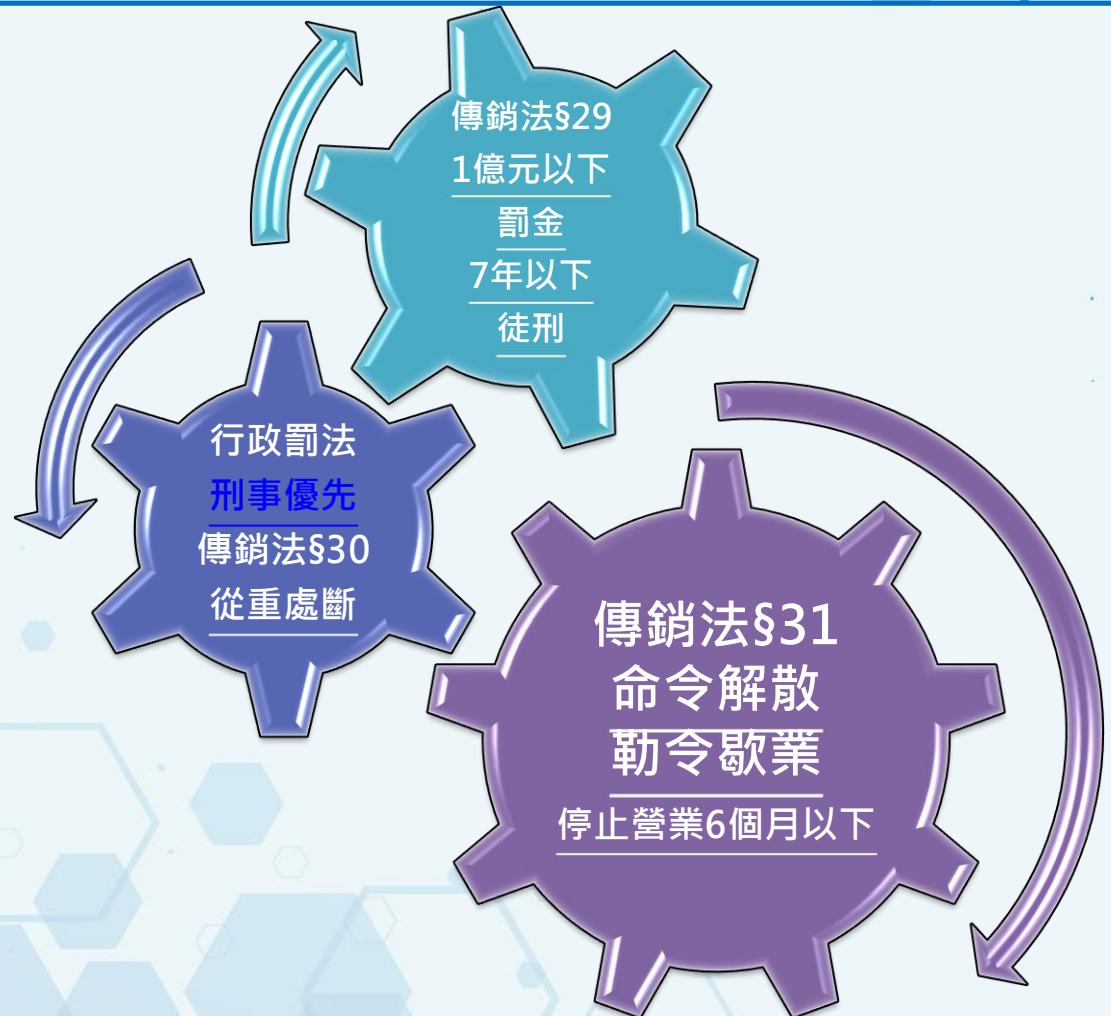 傳銷法§29
1億元以下
罰金
7年以下
徒刑
行政罰法
刑事優先
傳銷法§30
從重處斷
傳銷法§31
命令解散
勒令歇業
停止營業6個月以下